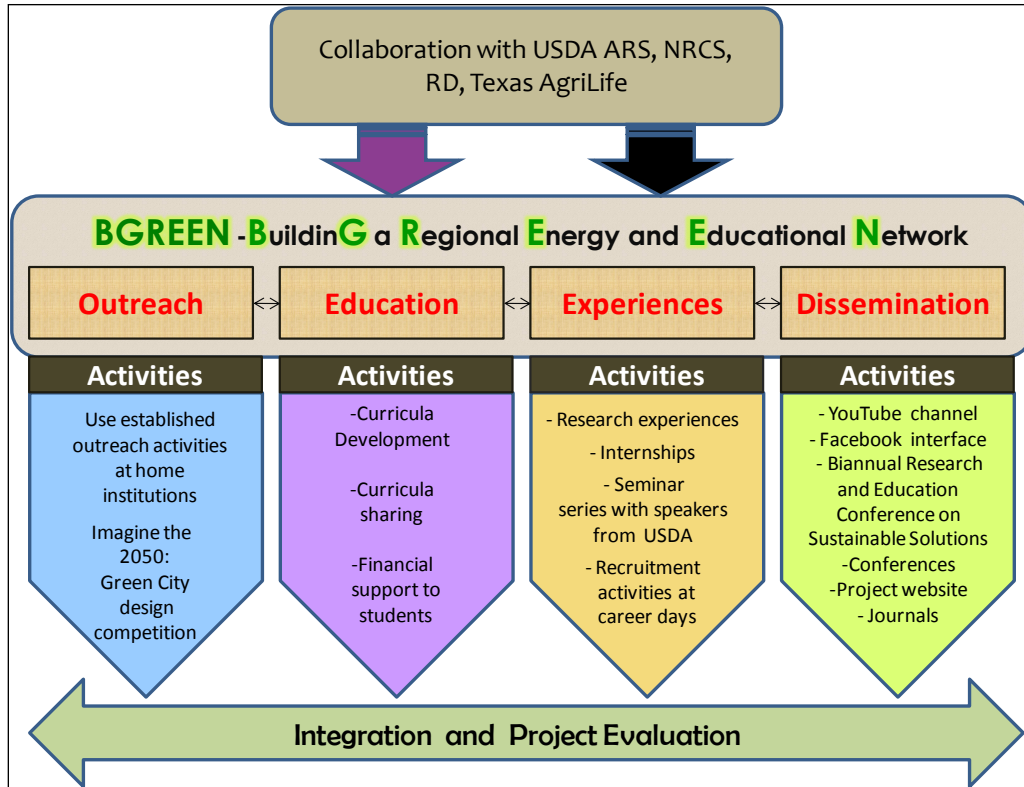 Collaboration with USDA ARS, NRCS,
RD, Texas AgriLife
BGREEN -BuildinG a Regional Energy and Educational Network
Outreach
Education
Experiences
Dissemination
Activities
Use established
outreach activities
at home
institutions
Imagine the
2050:
Green City
design
competition
Activities
-Curricula
Development
-Curricula
sharing
-Financial
support to
students
Activities
- Research experiences
- Internships
- Seminar
series with speakers
from USDA
- Recruitment
activities at
career days
Activities
- YouTube channel
- Facebook interface
- Biannual Research
and Education
Conference on
Sustainable Solutions
-Conferences
-Project website
- Journals
Integration and Project Evaluation